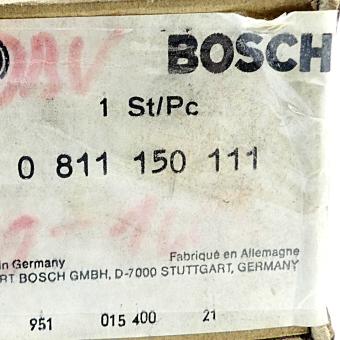 BOSCH
1 St/Pc
0 811 150 111
in Germany Fabriqué en Allemagne
RT BOSCH GMBH, D-7000 STUTTGART, GERMANY
951 015 400 21